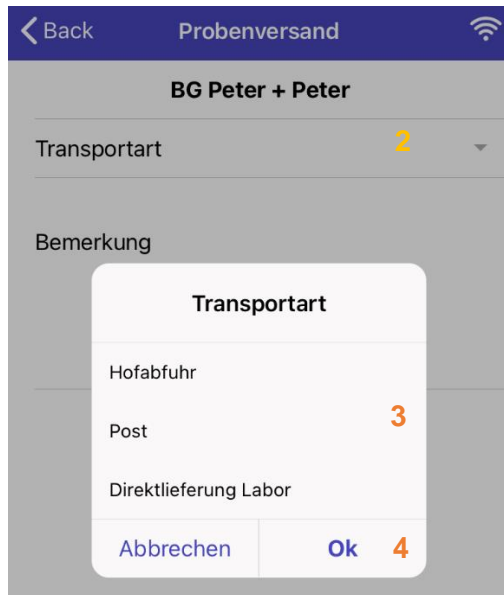 Back Probenversand
BG Peter + Peter
Transportart 2
Bemerkung
Transportart
Hofabfuhr
Post 3
Direktlieferung Labor
Abbrechen Ok 4